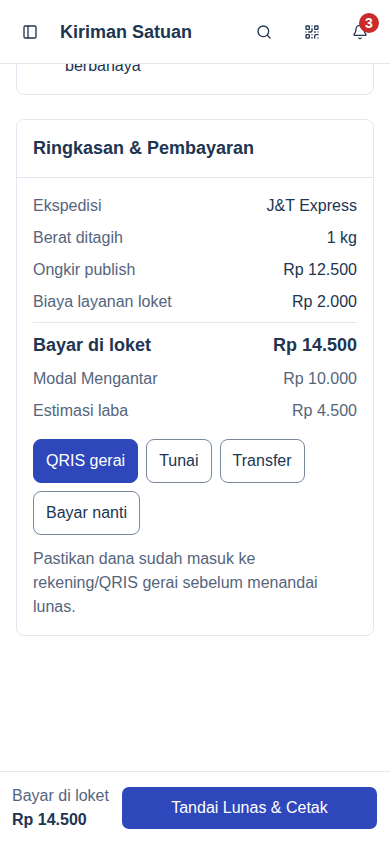 Kiriman Satuan
3
berbahaya
Ringkasan & Pembayaran
Ekspedisi J&T Express
Berat ditagih 1 kg
Ongkir publish Rp 12.500
Biaya layanan loket Rp 2.000
Bayar di loket Rp 14.500
Modal Mengantar Rp 10.000
Estimasi laba Rp 4.500
QRIS gerai Tunai Transfer
Bayar nanti
Pastikan dana sudah masuk ke
rekening/QRIS gerai sebelum menandai
lunas.
Bayar di loket
Rp 14.500
Tandai Lunas & Cetak